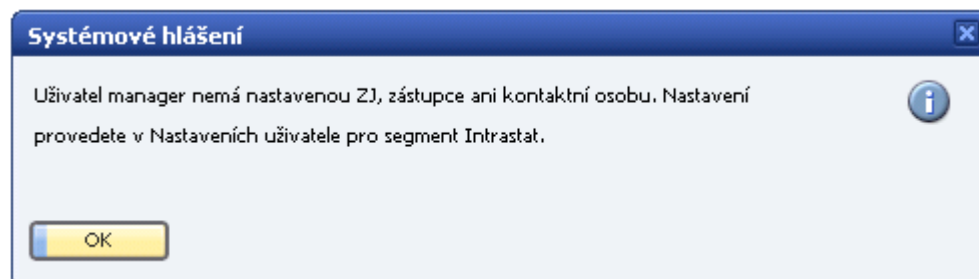 Systémové hlášení
Uživatel manager nemá nastavenou ZJ, zástupce ani kontaktní osobu. Nastavení
provedete v Nastaveních uživatele pro segment Intrastat.
OK